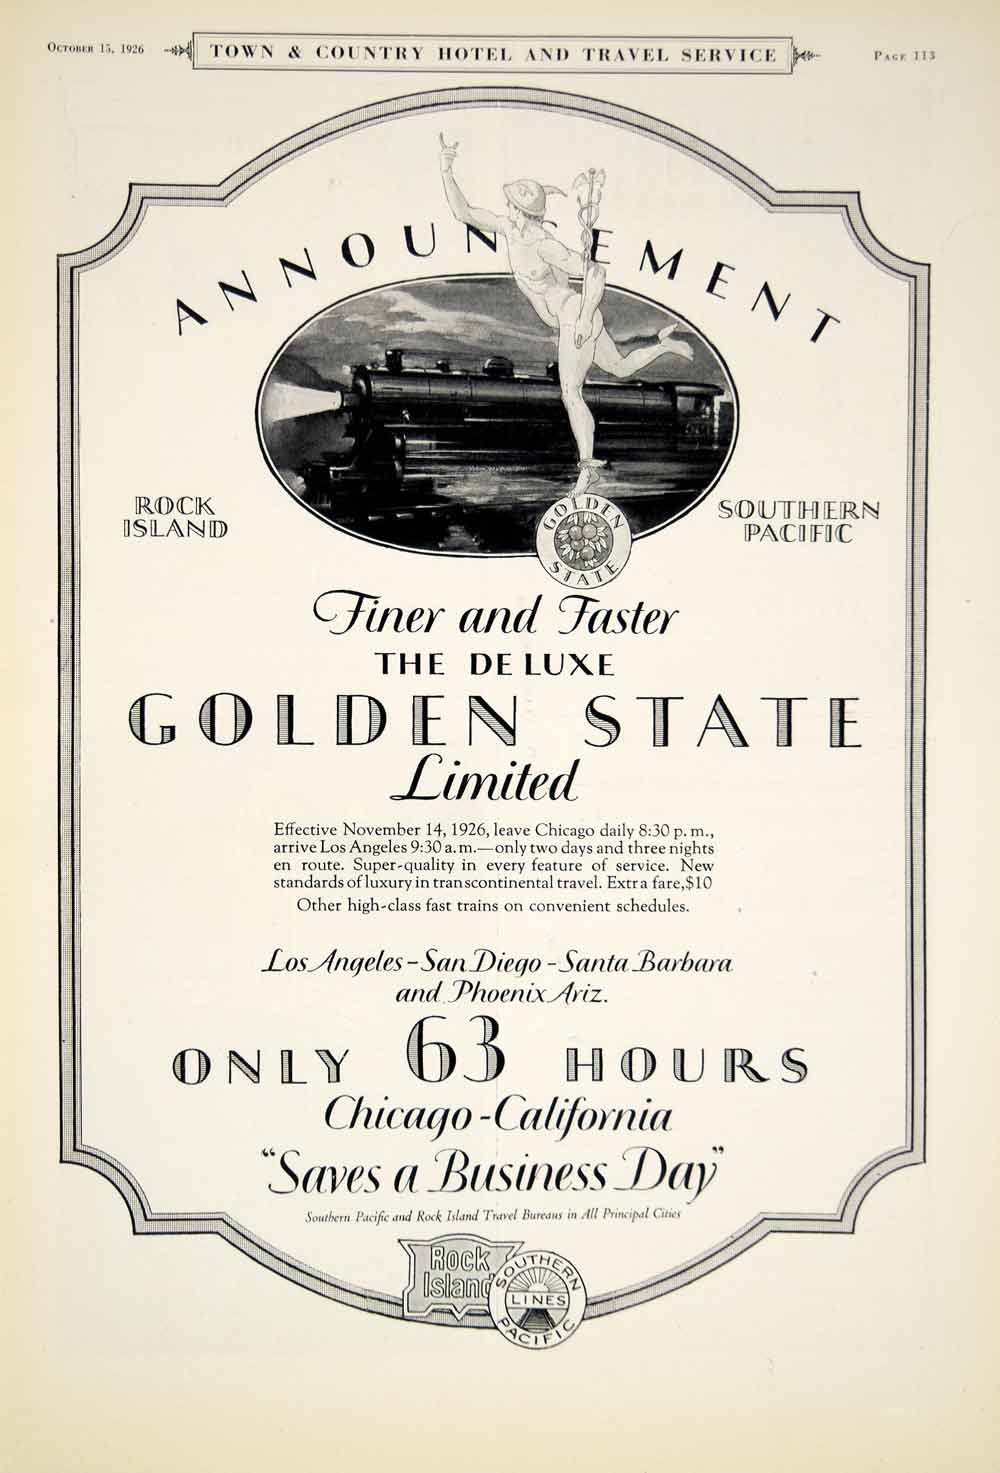 October 15, 1926
TOWN & COUNTRY HOTEL AND TRAVEL SERVICE
Page 113
ANNOUNCEMENT
ROCK
ISLAND
SOUTHERN
PACIFIC
GOLDEN
STATE
Finer and Faster
THE DE LUXE
GOLDEN STATE
Limited
Effective November 14, 1926, leave Chicago daily 8:30 p. m.,
arrive Los Angeles 9:30 a. m.—only two days and three nights
en route. Super-quality in every feature of service. New
standards of luxury in transcontinental travel. Extra fare, $10
Other high-class fast trains on convenient schedules.
Los Angeles – San Diego - Santa Barbara
and Phoenix Ariz.
ONLY 63 HOURS
Chicago - California
“Saves a Business Day”
Southern Pacific and Rock Island Travel Bureaus in All Principal Cities
Rock
Island
SOUTHERN
LINES
PACIFIC